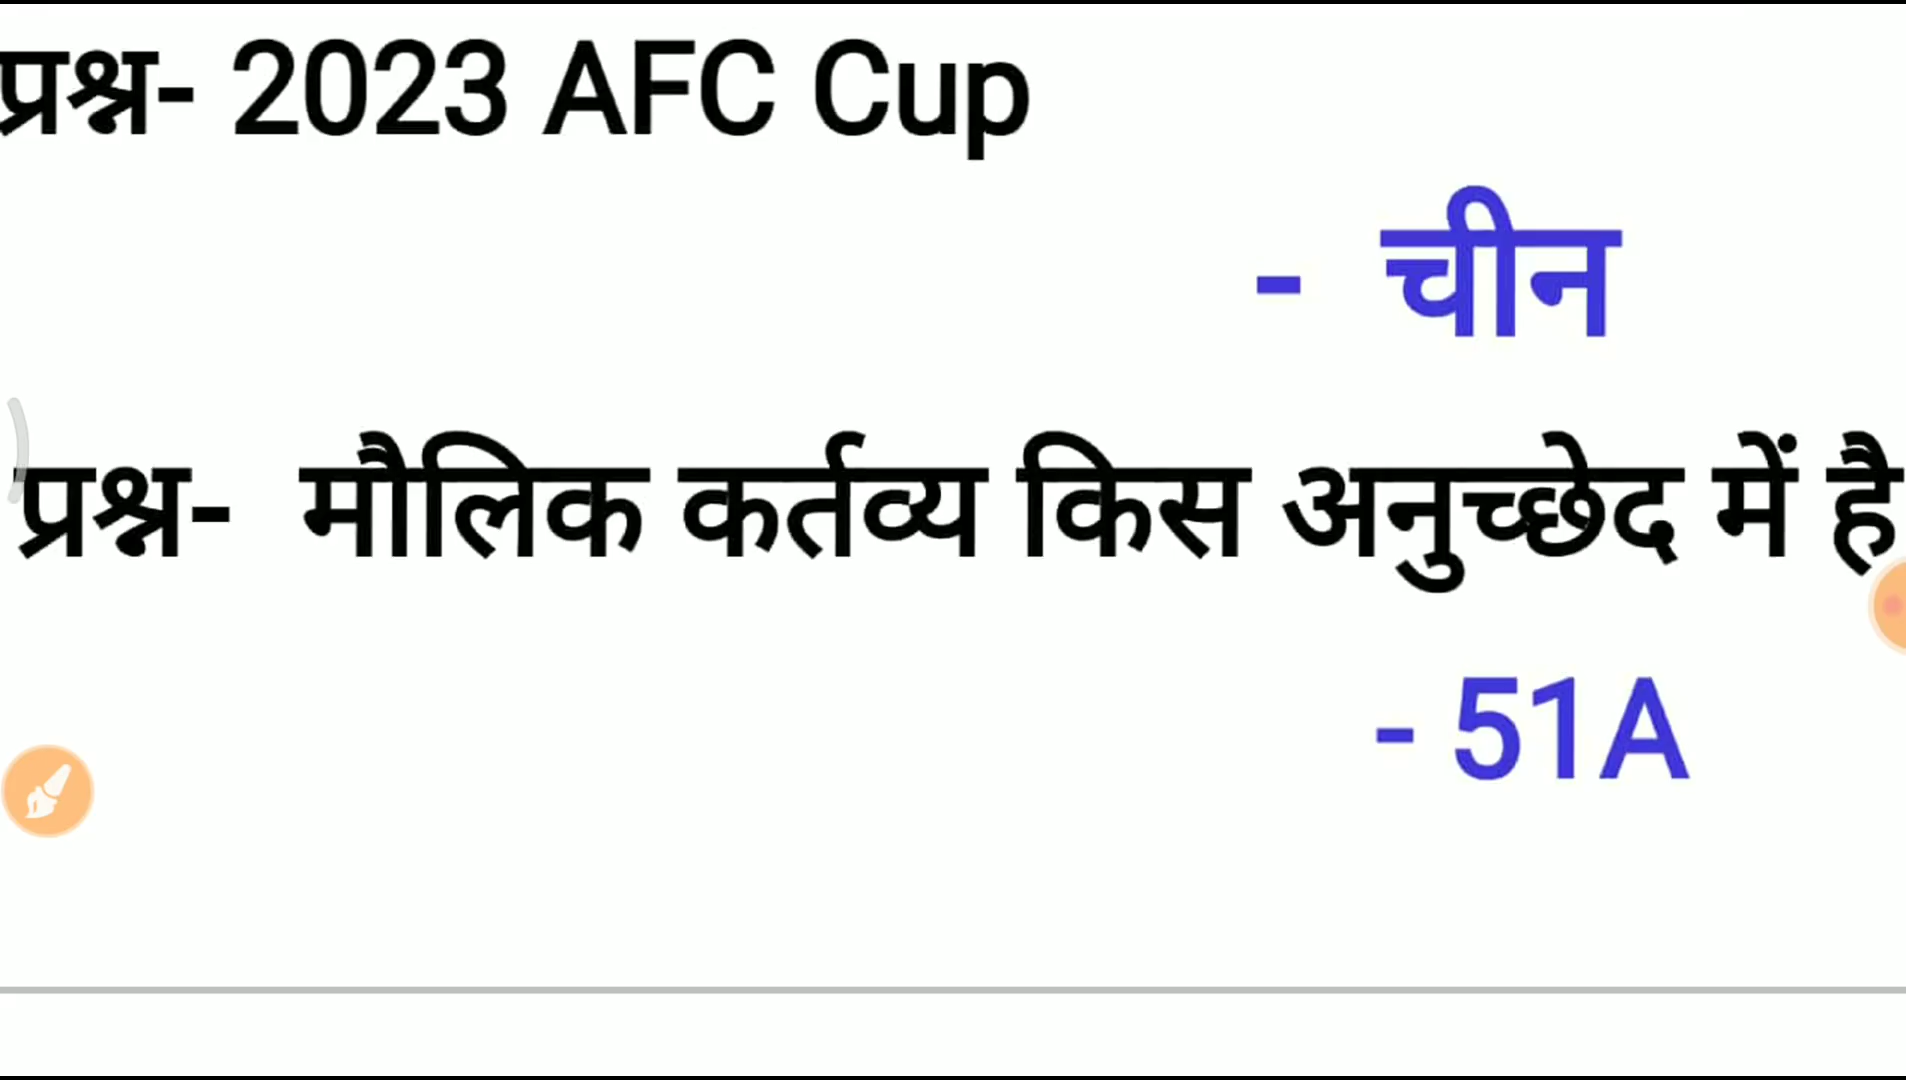 प्रश्न- 2023 AFC Cup
- चीन
प्रश्न- मौलिक कर्तव्य किस अनुच्छेद में है
- 51A